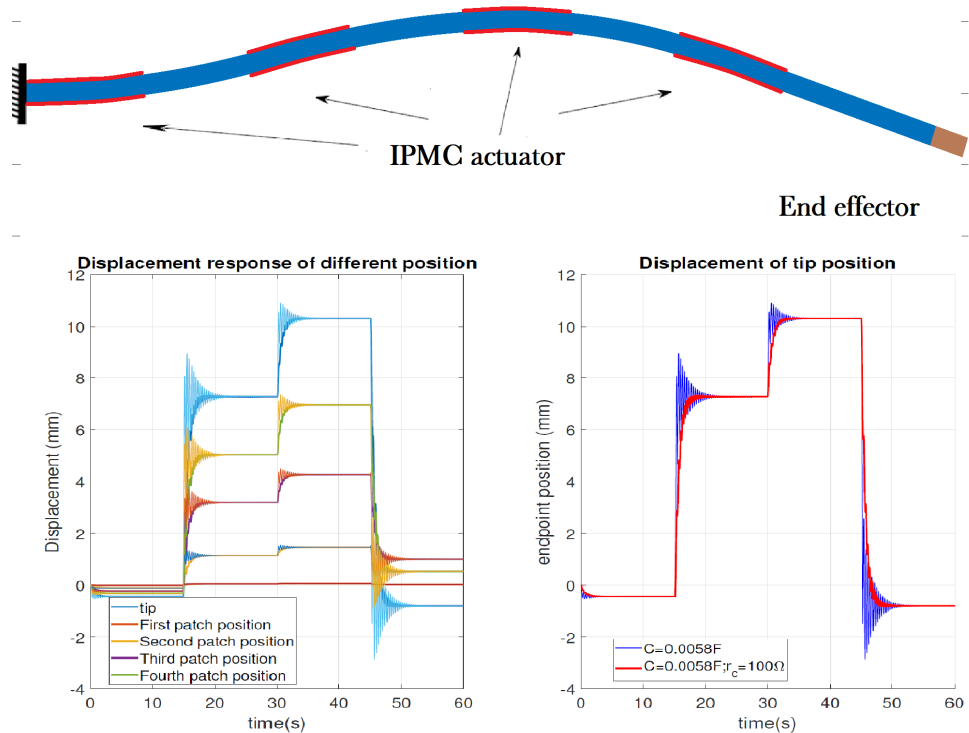 IPMC actuator
End effector
Displacement response of different position
12
10
8
6
4
2
0
-2
-4
Displacement (mm)
0 10 20 30 40 50 60
time(s)
tip
First patch position
Second patch position
Third patch position
Fourth patch position
Displacement of tip position
12
10
8
6
4
2
0
-2
-4
endpoint position (mm)
0 10 20 30 40 50 60
time(s)
C=0.0058F
C=0.0058F;r_c=100Ω